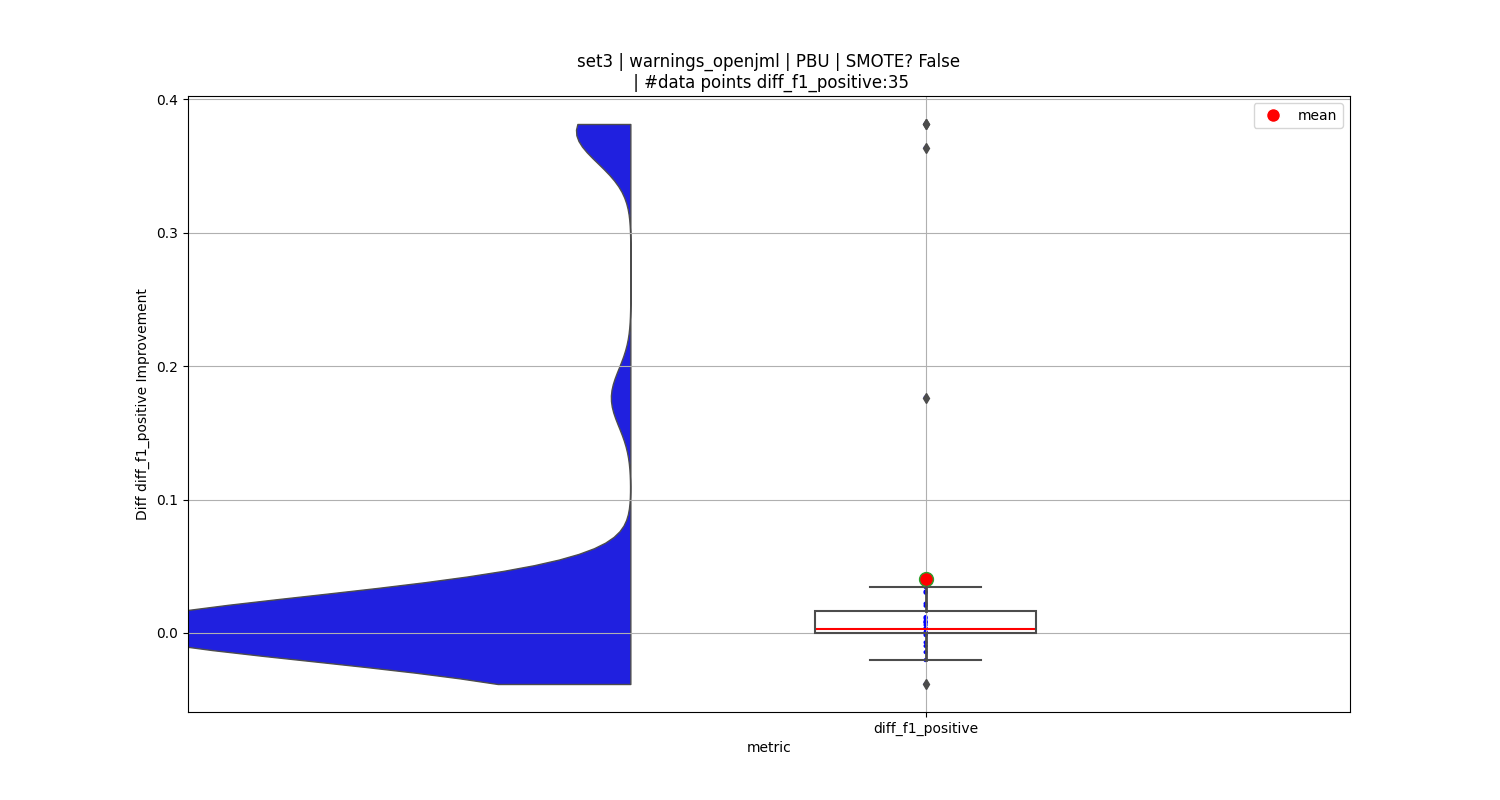 set3 | warnings_openjml | PBU | SMOTE? False
| #data points diff_f1_positive:35
mean
0.4
0.3
0.2
0.1
0.0
Diff diff_f1_positive Improvement
diff_f1_positive
metric